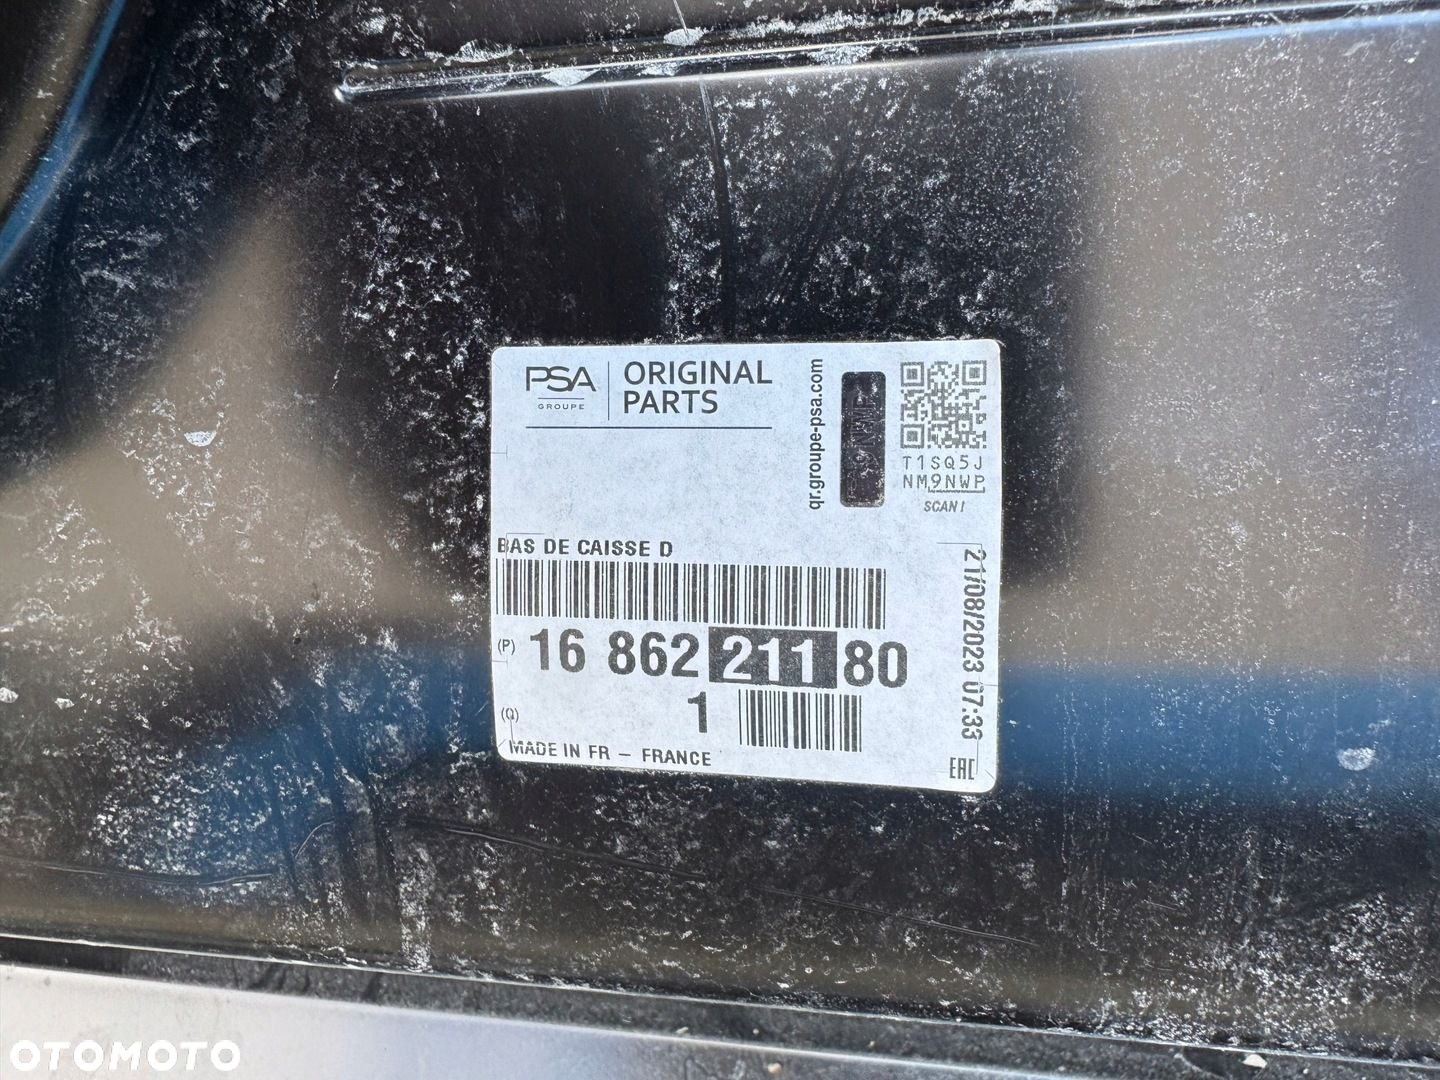 PSA
GROUPE
ORIGINAL
PARTS
qr.groupe-psa.com
T1SQ5J
NM9NWP
SCAN!
BAS DE CAISSE D
(P) 16 862 211 80
(Q) 1
MADE IN FR – FRANCE
21/08/2023 07:33
EAC
OTOMOTO